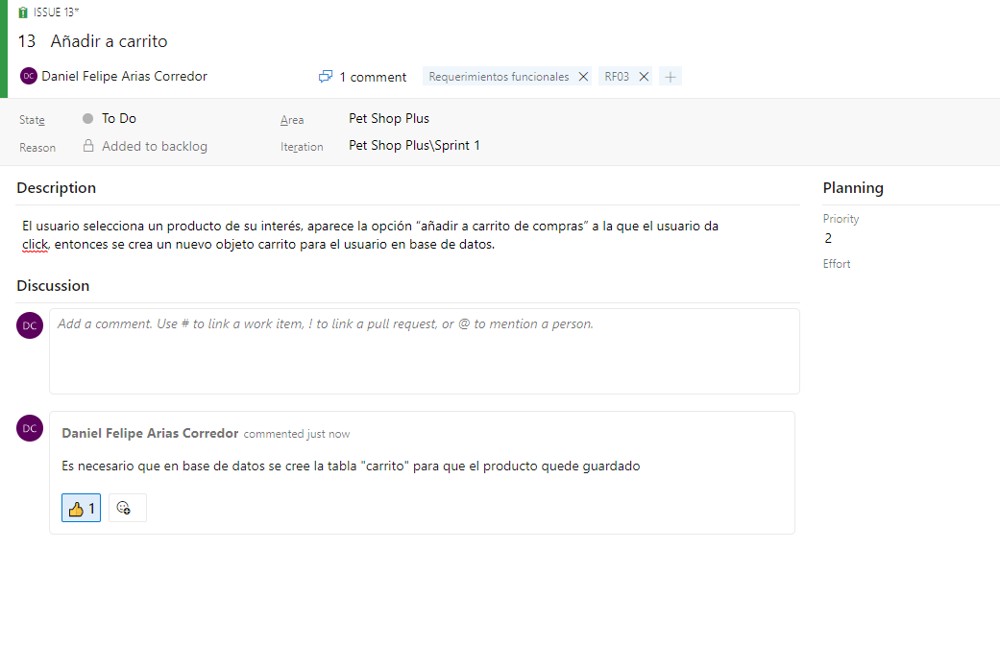 ISSUE 13*
13 Añadir a carrito
DC Daniel Felipe Arias Corredor 1 comment Requerimientos funcionales RF03
State To Do Area Pet Shop Plus
Reason Added to backlog Iteration Pet Shop Plus\Sprint 1
Description
El usuario selecciona un producto de su interés, aparece la opción “añadir a carrito de compras” a la que el usuario da
click, entonces se crea un nuevo objeto carrito para el usuario en base de datos.
Planning
Priority
2
Effort
Discussion
DC
Add a comment. Use # to link a work item, ! to link a pull request, or @ to mention a person.
DC
Daniel Felipe Arias Corredor commented just now
Es necesario que en base de datos se cree la tabla "carrito" para que el producto quede guardado
👍 1